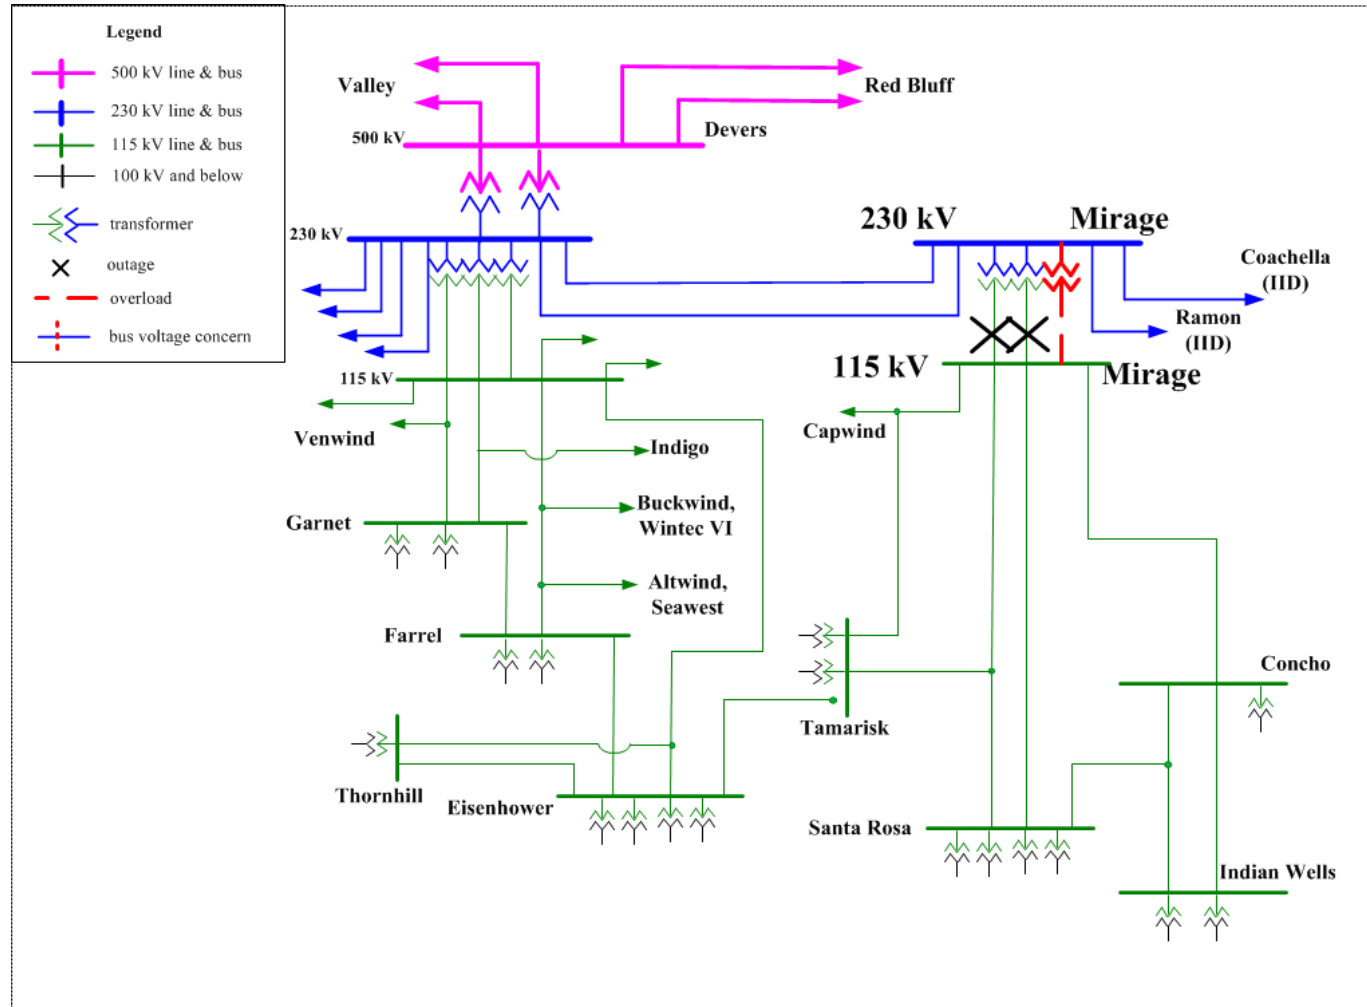 Legend
500 kV line & bus
230 kV line & bus
115 kV line & bus
100 kV and below
transformer
outage
overload
bus voltage concern
Valley
Red Bluff
500 kV
Devers
230 kV
230 kV
Mirage
Coachella
(IID)
Ramon
(IID)
115 kV
115 kV
Mirage
Venwind
Capwind
Indigo
Buckwind,
Wintec VI
Garnet
Altwind,
Seawest
Farrel
Concho
Tamarisk
Thornhill
Eisenhower
Santa Rosa
Indian Wells